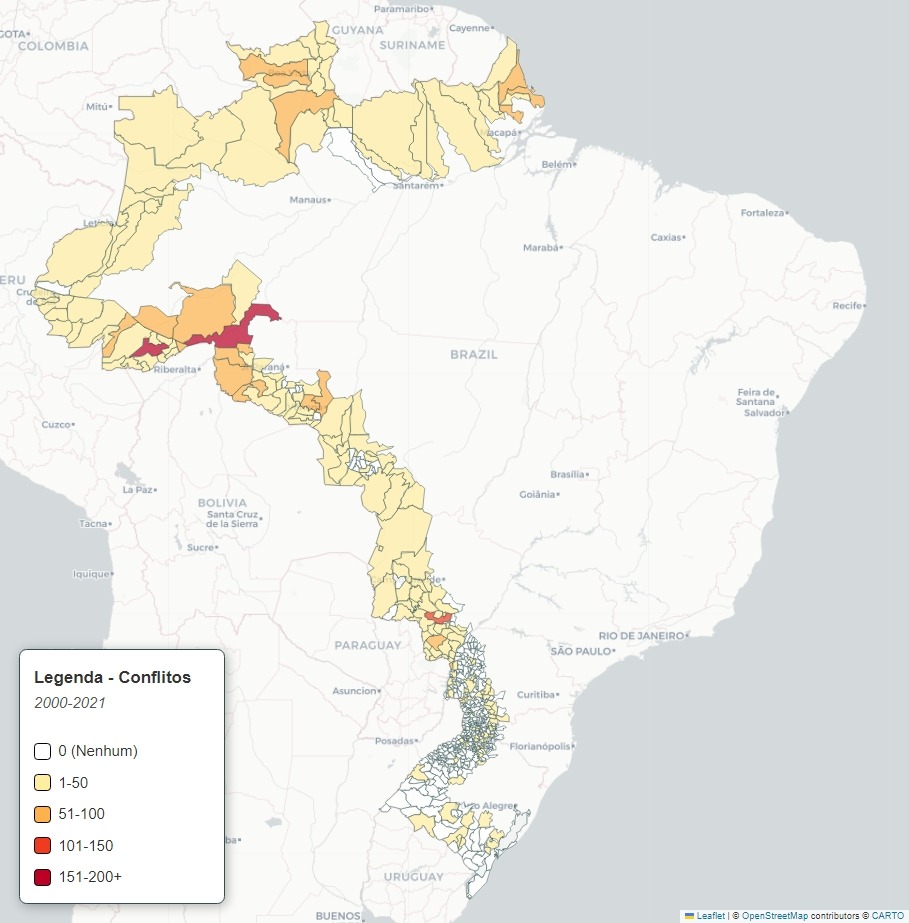 Paramaribo
GUYANA
Cayenne
OTA
COLOMBIA
SURINAME
Mitú
Macapá
Belém
Santarém
Manaus
Fortaleza
Leticia
Marabá
Caxias
ERU
Recife
BRAZIL
Riberalta
Feira de
Santana
Salvador
Cuzco
Brasília
La Paz
Goiânia
BOLIVIA
Santa Cruz
de la Sierra
Tacna
Sucre
Iquique
RIO DE JANEIRO
PARAGUAY
SÃO PAULO
Asuncion
Curitiba
Posadas
Florianópolis
Porto Alegre
URUGUAY
BUENOS
Legenda - Conflitos
2000-2021
0 (Nenhum)
1-50
51-100
101-150
151-200+
Leaflet | © OpenStreetMap contributors © CARTO